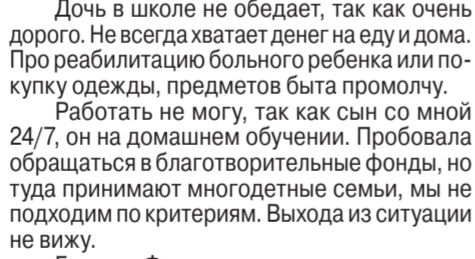 Дочь в школе не обедает, так как очень
дорого. Не всегда хватает денег на еду и дома.
Про реабилитацию больного ребенка или по-
купку одежды, предметов быта промолчу.
Работать не могу, так как сын со мной
24/7, он на домашнем обучении. Пробовала
обращаться в благотворительные фонды, но
туда принимают многодетные семьи, мы не
подходим по критериям. Выхода из ситуации
не вижу.